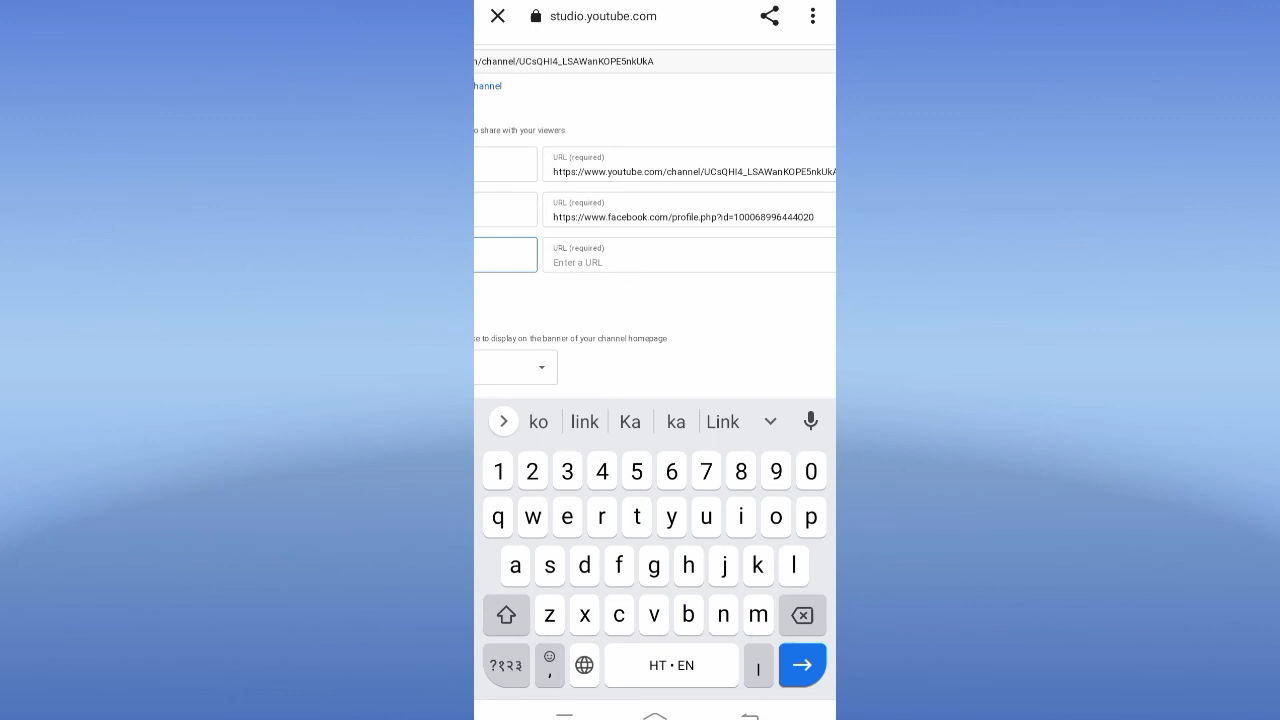 studio.youtube.com
/channel/UCsQHI4_LSAWanKOPE5nkUkA
hannel
o share with your viewers.
URL (required)
https://www.youtube.com/channel/UCsQHI4_LSAWanKOPE5nkUkA
URL (required)
https://www.facebook.com/profile.php?id=100068996444020
URL (required)
Enter a URL
to display on the banner of your channel homepage
ko link Ka ka Link
1 2 3 4 5 6 7 8 9 0
q w e r t y u i o p
a s d f g h j k l
z x c v b n m
?१२३ , HT • EN ।